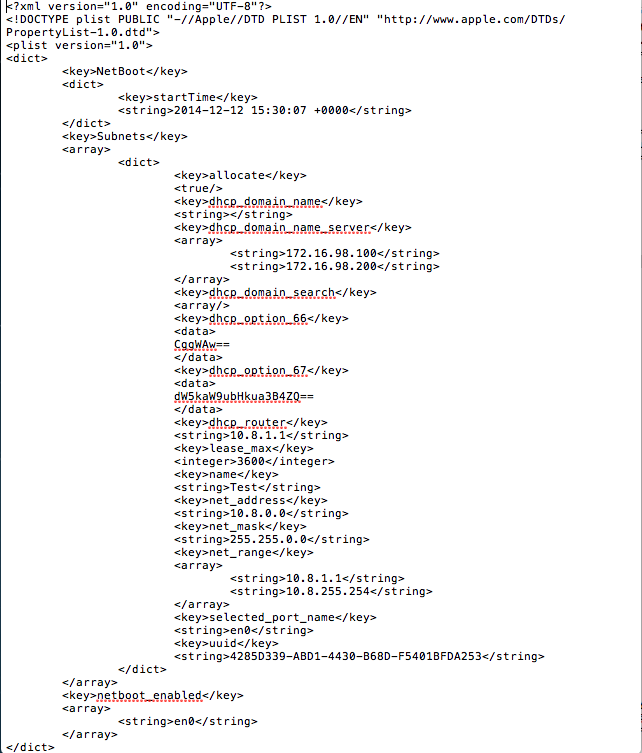 <?xml version="1.0" encoding="UTF-8"?>
<!DOCTYPE plist PUBLIC "-//Apple//DTD PLIST 1.0//EN" "http://www.apple.com/DTDs/
PropertyList-1.0.dtd">
<plist version="1.0">
<dict>
<key>NetBoot</key>
<dict>
<key>startTime</key>
<string>2014-12-12 15:30:07 +0000</string>
</dict>
<key>Subnets</key>
<array>
<dict>
<key>allocate</key>
<true/>
<key>dhcp_domain_name</key>
<string></string>
<key>dhcp_domain_name_server</key>
<array>
<string>172.16.98.100</string>
<string>172.16.98.200</string>
</array>
<key>dhcp_domain_search</key>
<array/>
<key>dhcp_option_66</key>
<data>
CggWAw==
</data>
<key>dhcp_option_67</key>
<data>
dW5kaW9ubHkua3B4ZQ==
</data>
<key>dhcp_router</key>
<string>10.8.1.1</string>
<key>lease_max</key>
<integer>3600</integer>
<key>name</key>
<string>Test</string>
<key>net_address</key>
<string>10.8.0.0</string>
<key>net_mask</key>
<string>255.255.0.0</string>
<key>net_range</key>
<array>
<string>10.8.1.1</string>
<string>10.8.255.254</string>
</array>
<key>selected_port_name</key>
<string>en0</string>
<key>uuid</key>
<string>4285D339-ABD1-4430-B68D-F5401BFDA253</string>
</dict>
</array>
<key>netboot_enabled</key>
<array>
<string>en0</string>
</array>
</dict>